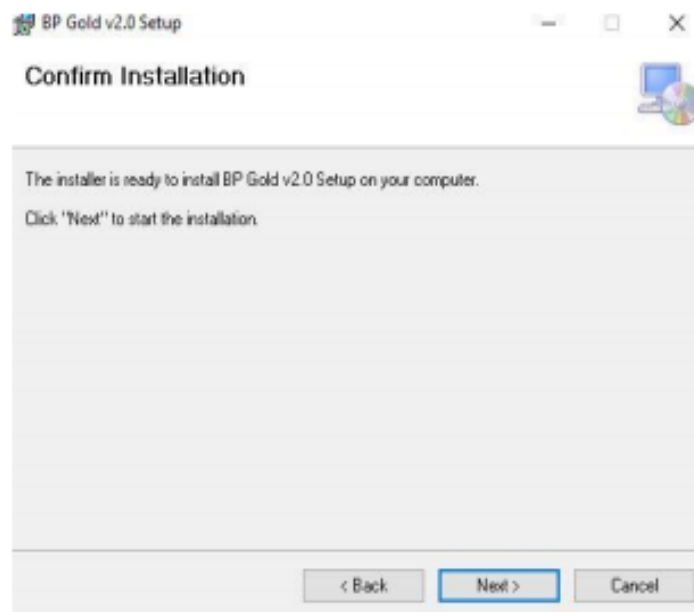 BP Gold v2.0 Setup
Confirm Installation
The installer is ready to install BP Gold v2.0 Setup on your computer.
Click "Next" to start the installation.
< Back
Next >
Cancel